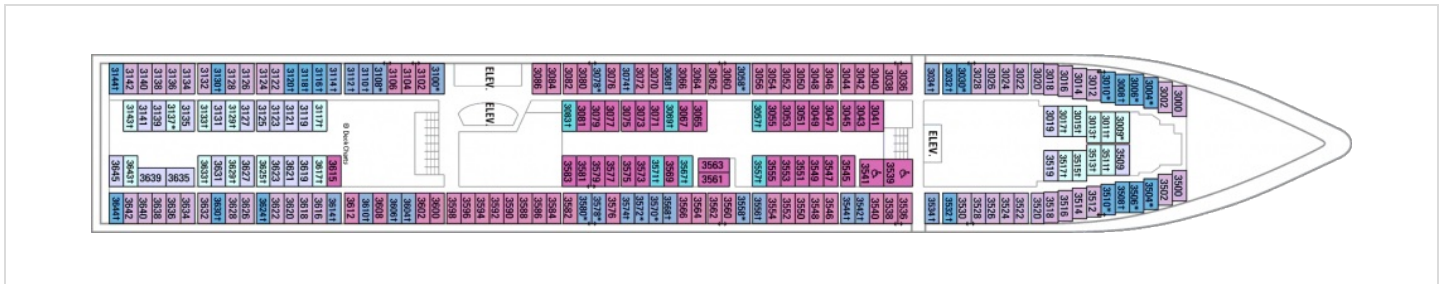 3144† 3142 3140 3138 3136 3134 3132 3130† 3128 3126 3124 3122 3120† 3118† 3116† 3114† 3112† 3110† 3108* 3106 3104 3102 3100*
ELEV.
3086 3084 3082 3080 3078* 3076 3074† 3072 3070 3068† 3066 3064 3062 3060 3058* 3056 3054 3052 3050 3048 3046 3044 3042 3040 3038 3036
3034† 3032† 3030* 3028 3026 3024 3022 3020 3018 3016 3014 3012 3010* 3008† 3006* 3004* 3002 3000
3143† 3141 3139 3137* 3135 3133† 3131 3129† 3127 3125 3123 3121 3119 3117†
ELEV.
3083† 3081 3079 3077 3075 3073 3071 3069† 3067 3065
3057† 3055 3053 3051 3049 3047 3045 3043 3041
3019 3017† 3015† 3013† 3011† 3009*
© Deck Charts
ELEV.
3645 3643† 3639 3635 3633† 3631 3629† 3627 3625† 3623 3621 3619 3617† 3615
3583 3581 3579 3577 3575 3573 3571† 3569 3567† 3563
3561
3557† 3555 3553 3551 3549 3547 3545 3541 3539
3519 3517† 3515† 3513† 3511† 3509
3644† 3642 3640 3638 3636 3634 3632 3630† 3628 3626 3624† 3622 3620 3618 3616 3614† 3612 3610† 3608 3606† 3604† 3602 3600 3598 3596 3594 3592 3590 3588 3586 3584 3582 3580* 3578* 3576 3574† 3572* 3570* 3568† 3566 3564 3562 3560 3558* 3556† 3554 3552 3550 3548 3546 3544† 3542† 3540 3538 3536
3534† 3532† 3530 3528 3526 3524 3522 3520 3518 3516 3514 3512 3510* 3508† 3506* 3504* 3502 3500